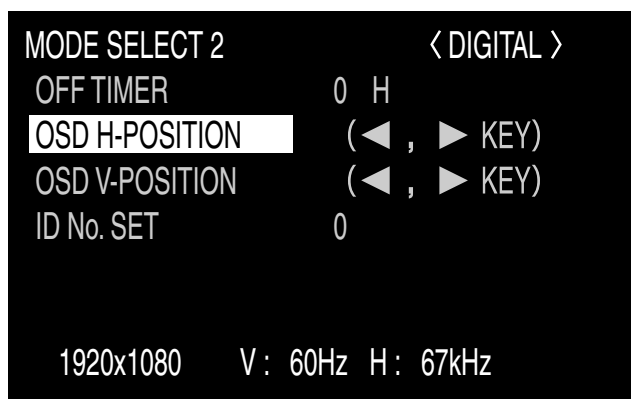 MODE SELECT 2 〈 DIGITAL 〉
OFF TIMER 0 H
OSD H-POSITION (◀ , ▶ KEY)
OSD V-POSITION (◀ , ▶ KEY)
ID No. SET 0
1920x1080 V : 60Hz H : 67kHz